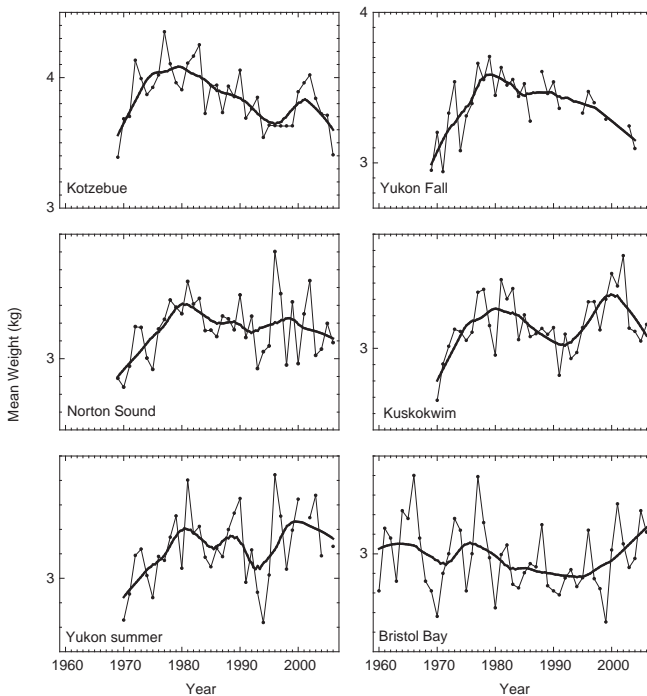 4
4
3
Kotzebue
3
Yukon Fall
Mean Weight (kg)
3
Norton Sound
3
Kuskokwim
3
Yukon summer
3
Bristol Bay
1960 1970 1980 1990 2000
1960 1970 1980 1990 2000
Year
Year